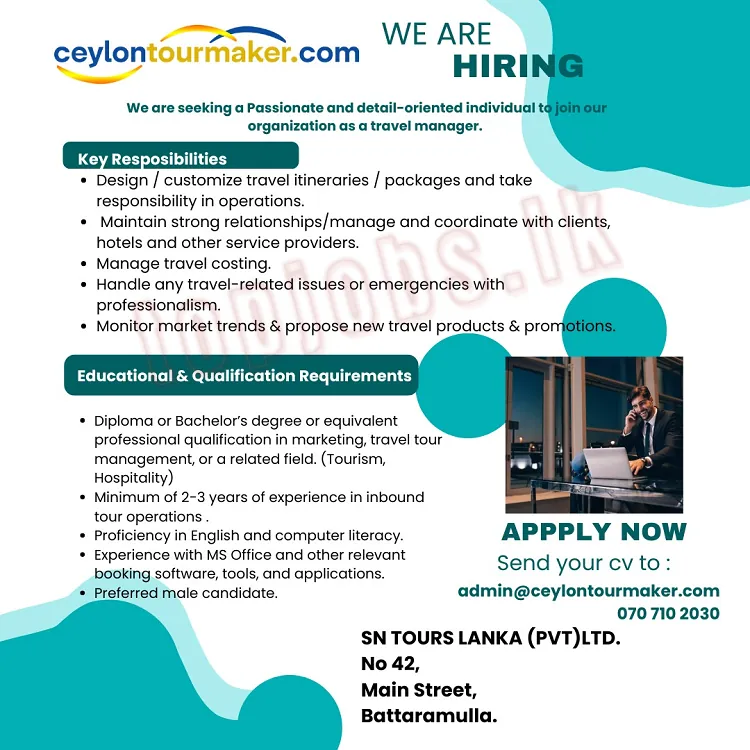 ceylontourmaker.com
WE ARE
HIRING
We are seeking a Passionate and detail-oriented individual to join our
organization as a travel manager.
Key Resposibilities
• Design / customize travel itineraries / packages and take
responsibility in operations.
• Maintain strong relationships/manage and coordinate with clients,
hotels and other service providers.
• Manage travel costing.
• Handle any travel-related issues or emergencies with
professionalism.
• Monitor market trends & propose new travel products & promotions.
topjobs.lk
Educational & Qualification Requirements
• Diploma or Bachelor's degree or equivalent
professional qualification in marketing, travel tour
management, or a related field. (Tourism,
Hospitality)
• Minimum of 2-3 years of experience in inbound
tour operations .
• Proficiency in English and computer literacy.
• Experience with MS Office and other relevant
booking software, tools, and applications.
• Preferred male candidate.
APPPLY NOW
Send your cv to :
admin@ceylontourmaker.com
070 710 2030
SN TOURS LANKA (PVT)LTD.
No 42,
Main Street,
Battaramulla.